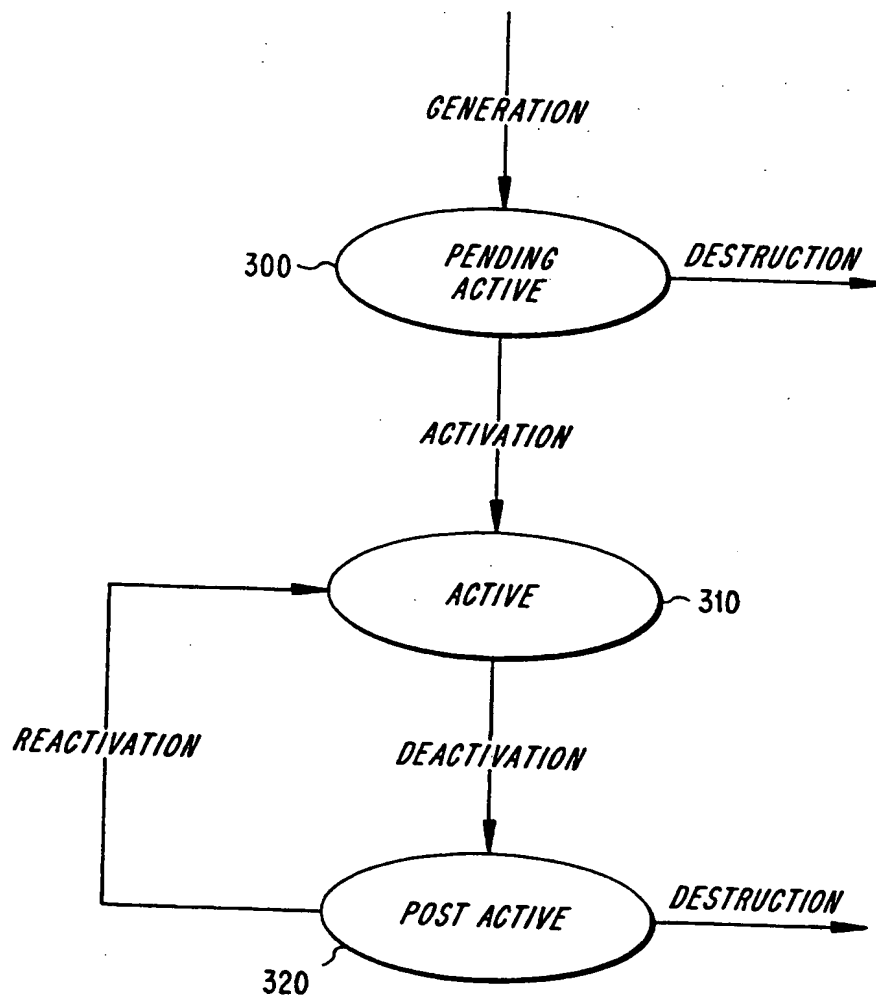 GENERATION
300
PENDING
ACTIVE
DESTRUCTION
ACTIVATION
ACTIVE
310
REACTIVATION
DEACTIVATION
POST ACTIVE
DESTRUCTION
320